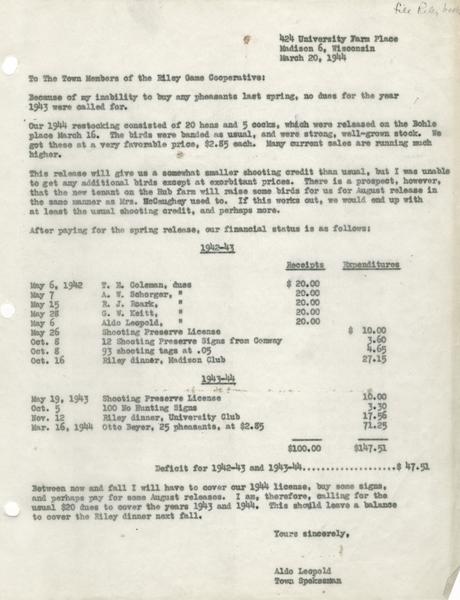 file Riley
424 University Farm Place
Madison 6, Wisconsin
March 20, 1944
To The Town Members of the Riley Game Cooperative:
Because of my inability to buy any pheasants last spring, no dues for the year
1943 were called for.
Our 1944 restocking consisted of 20 hens and 5 cocks, which were released on the Bohle
place March 16. The birds were banded as usual, and were strong, well-grown stock. We
got these at a very favorable price, $2.85 each. Many current sales are running much
higher.
This release will give us a somewhat smaller shooting credit than usual, but I was unable
to get any additional birds except at exorbitant prices. There is a prospect, however,
that the new tenant on the Hub farm will raise some birds for us for August release in
the same manner as Mrs. McCaughey used to. If this works out, we would end up with
at least the usual shooting credit, and perhaps more.
After paying for the spring release, our financial status is as follows:
1942-43
Receipts Expenditures
May 6, 1942 T. E. Coleman, dues $ 20.00
May 7 A. W. Schorger, " 20.00
May 15 R. J. Roark, " 20.00
May 28 G. W. Keitt, " 20.00
May 6 Aldo Leopold, " 20.00
May 26 Shooting Preserve License $ 10.00
Oct. 8 12 Shooting Preserve Signs from Conway 3.60
Oct. 8 93 shooting tags at .05 4.65
Oct. 16 Riley dinner, Madison Club 27.15
1943-44
May 19, 1943 Shooting Preserve License 10.00
Oct. 5 100 No Hunting Signs 3.30
Nov. 12 Riley dinner, University Club 17.56
Mar. 16, 1944 Otto Beyer, 25 pheasants, at $2.85 71.25
$100.00 $147.51
Deficit for 1942-43 and 1943-44......................$ 47.51
Between now and fall I will have to cover our 1944 license, buy some signs,
and perhaps pay for some August releases. I am, therefore, calling for the
usual $20 dues to cover the years 1943 and 1944. This should leave a balance
to cover the Riley dinner next fall.
Yours sincerely,
Aldo Leopold
Town Spokesman